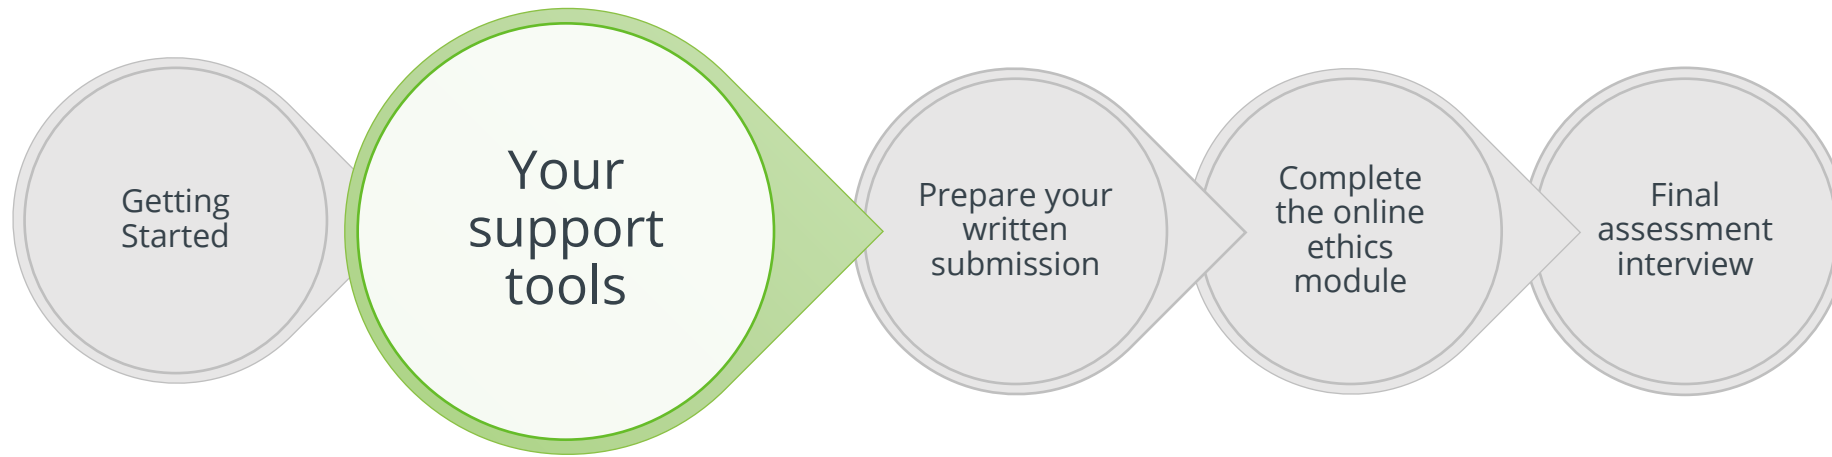 Getting
Started
Your
support
tools
Prepare your
written
submission
Complete
the online
ethics
module
Final
assessment
interview